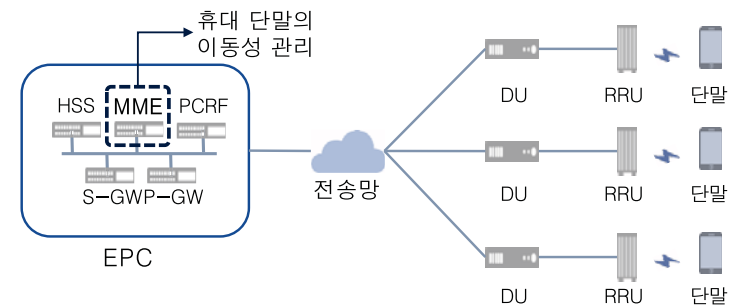 휴대 단말의
이동성 관리
HSS MME PCRF
S-GWP-GW
EPC
전송망
DU RRU 단말
DU RRU 단말
DU RRU 단말